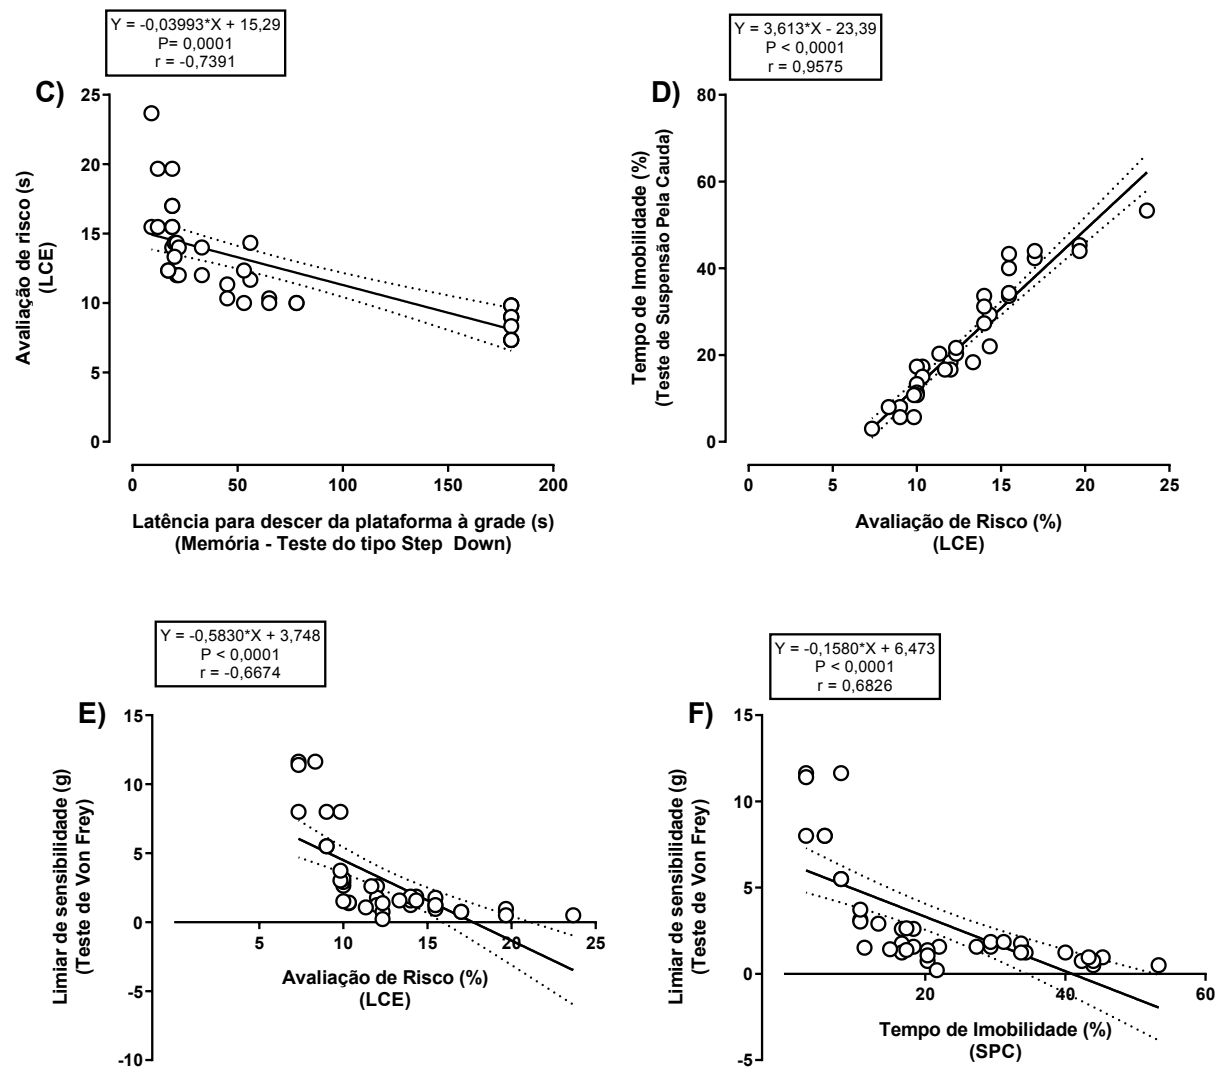 Y = -0,03993*X + 15,29
P= 0,0001
r = -0,7391
C)
25
20
15
10
5
0
Avaliação de risco (s)
(LCE)
0 50 100 150 200
Latência para descer da plataforma à grade (s)
(Memória - Teste do tipo Step Down)
Y = 3,613*X - 23,39
P < 0,0001
r = 0,9575
D)
80
60
40
20
0
Tempo de Imobilidade (%)
(Teste de Suspensão Pela Cauda)
0 5 10 15 20 25
Avaliação de Risco (%)
(LCE)
Y = -0,5830*X + 3,748
P < 0,0001
r = -0,6674
E)
15
10
5
0
-5
-10
Limiar de sensibilidade (g)
(Teste de Von Frey)
5 10 15 20 25
Avaliação de Risco (%)
(LCE)
Y = -0,1580*X + 6,473
P < 0,0001
r = 0,6826
F)
15
10
5
0
-5
Limiar de sensibilidade (g)
(Teste de Von Frey)
20 40 60
Tempo de Imobilidade (%)
(SPC)